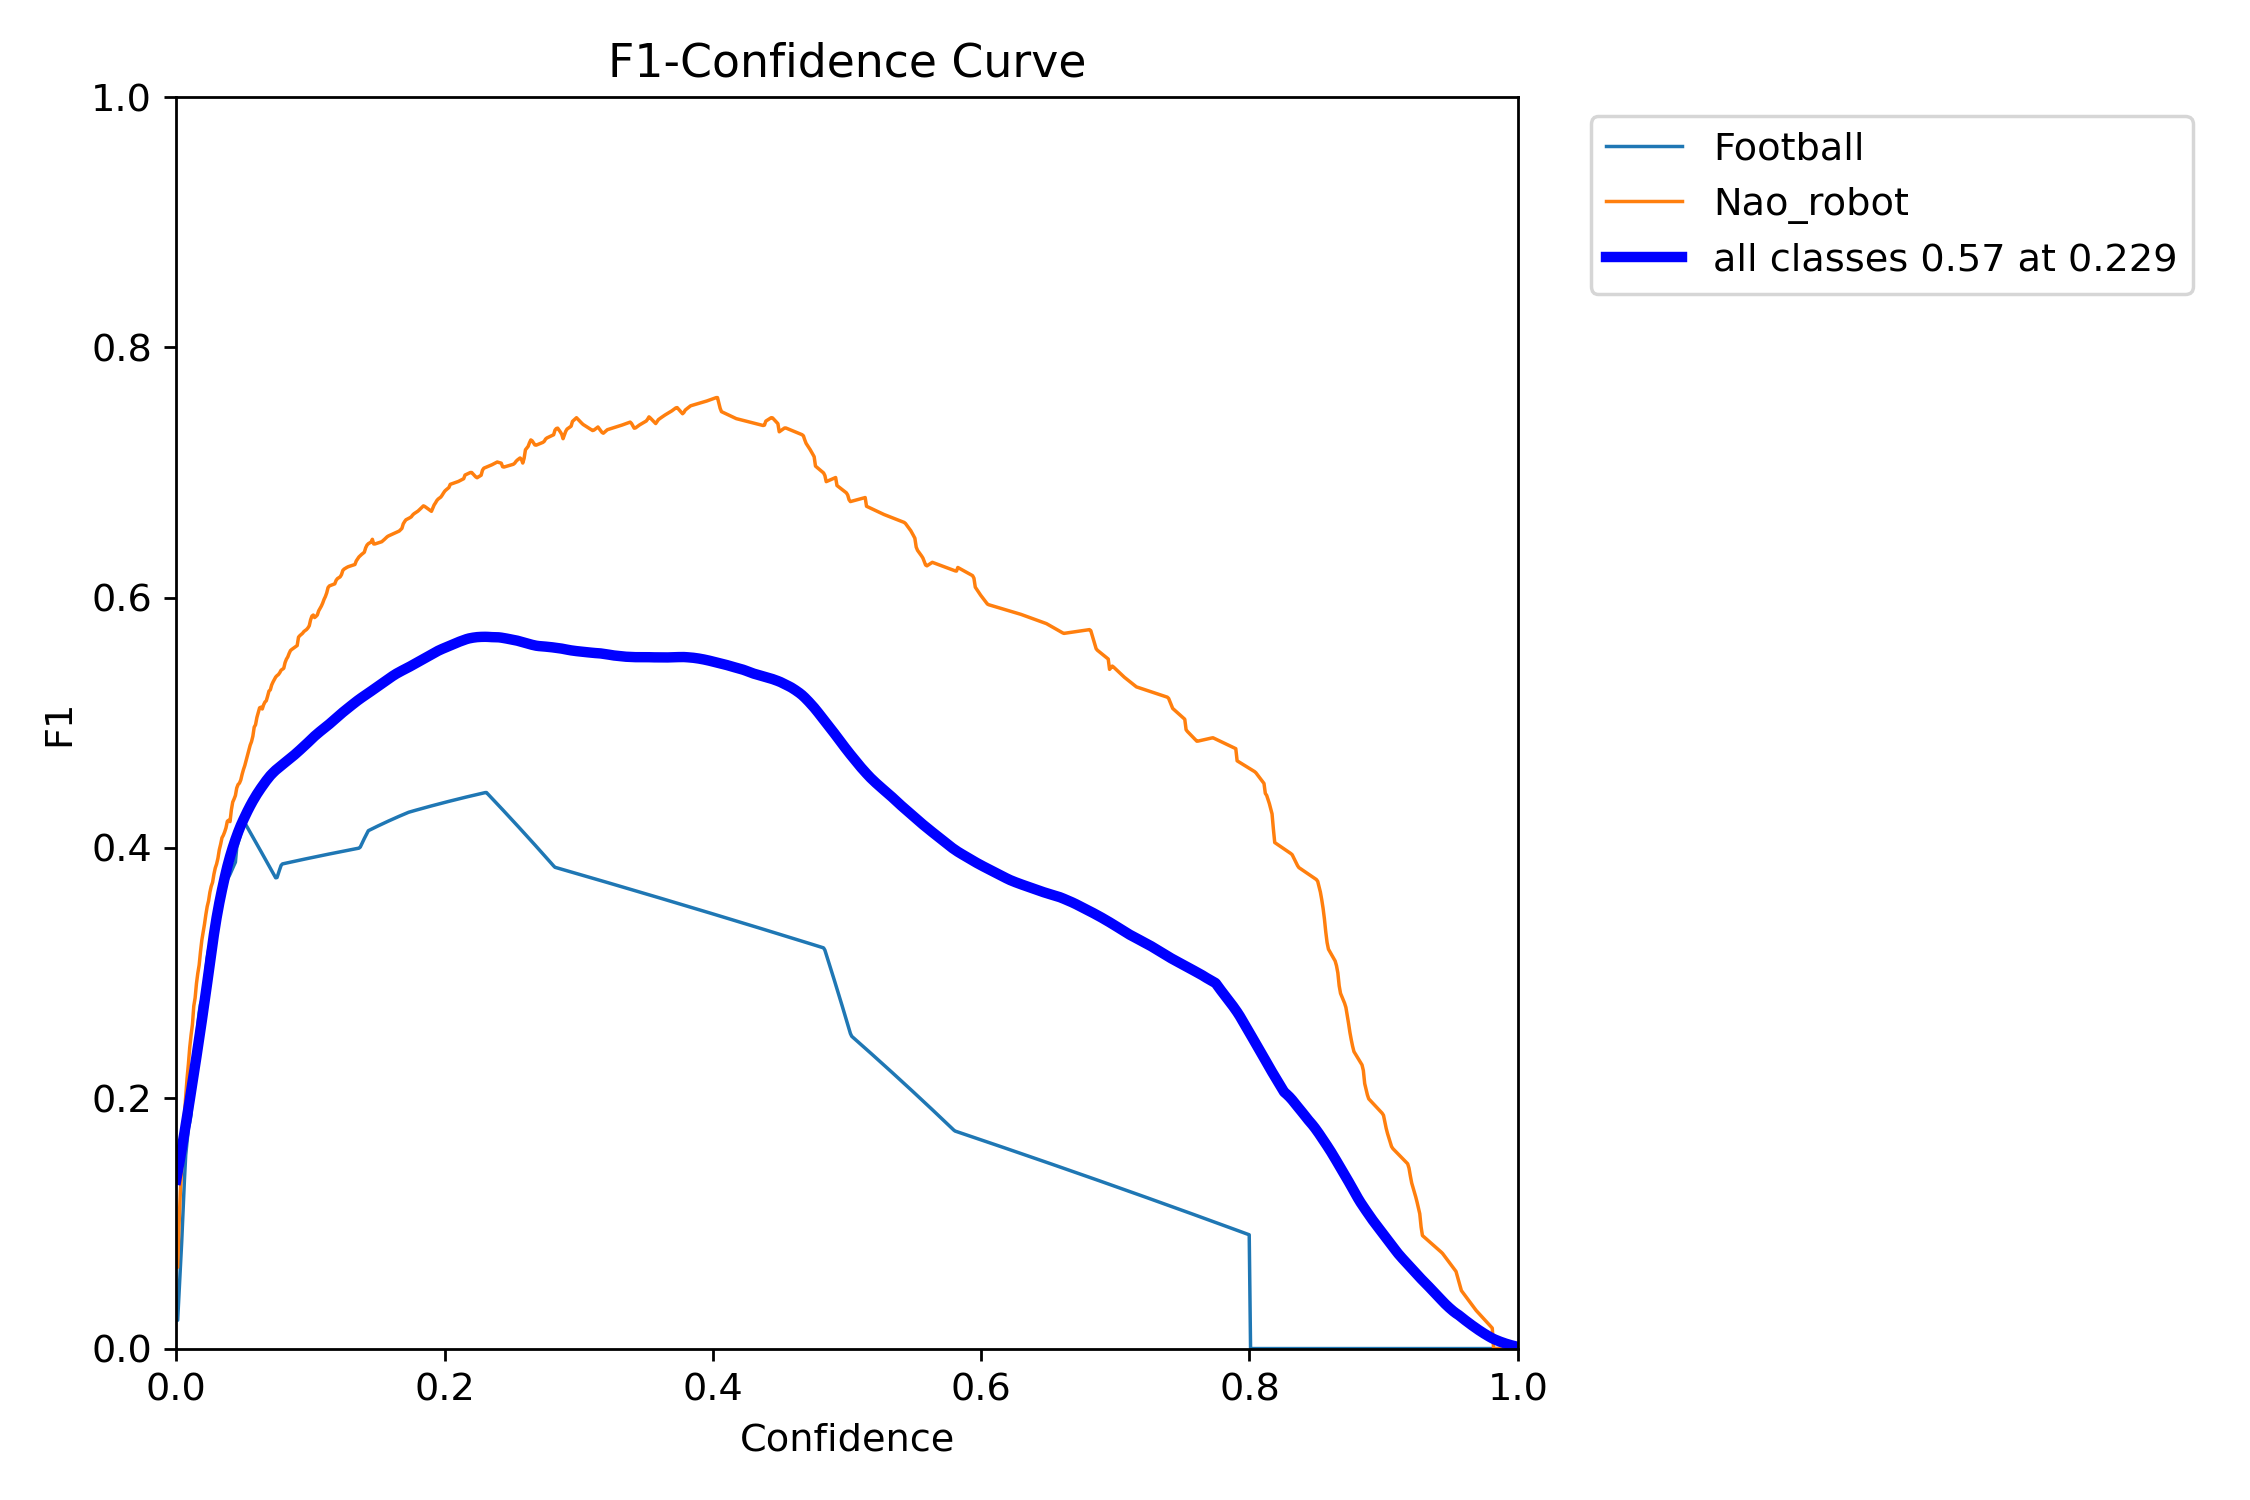 F1-Confidence Curve
1.0
0.8
0.6
0.4
0.2
0.0
F1
0.0 0.2 0.4 0.6 0.8 1.0
Confidence
Football
Nao_robot
all classes 0.57 at 0.229